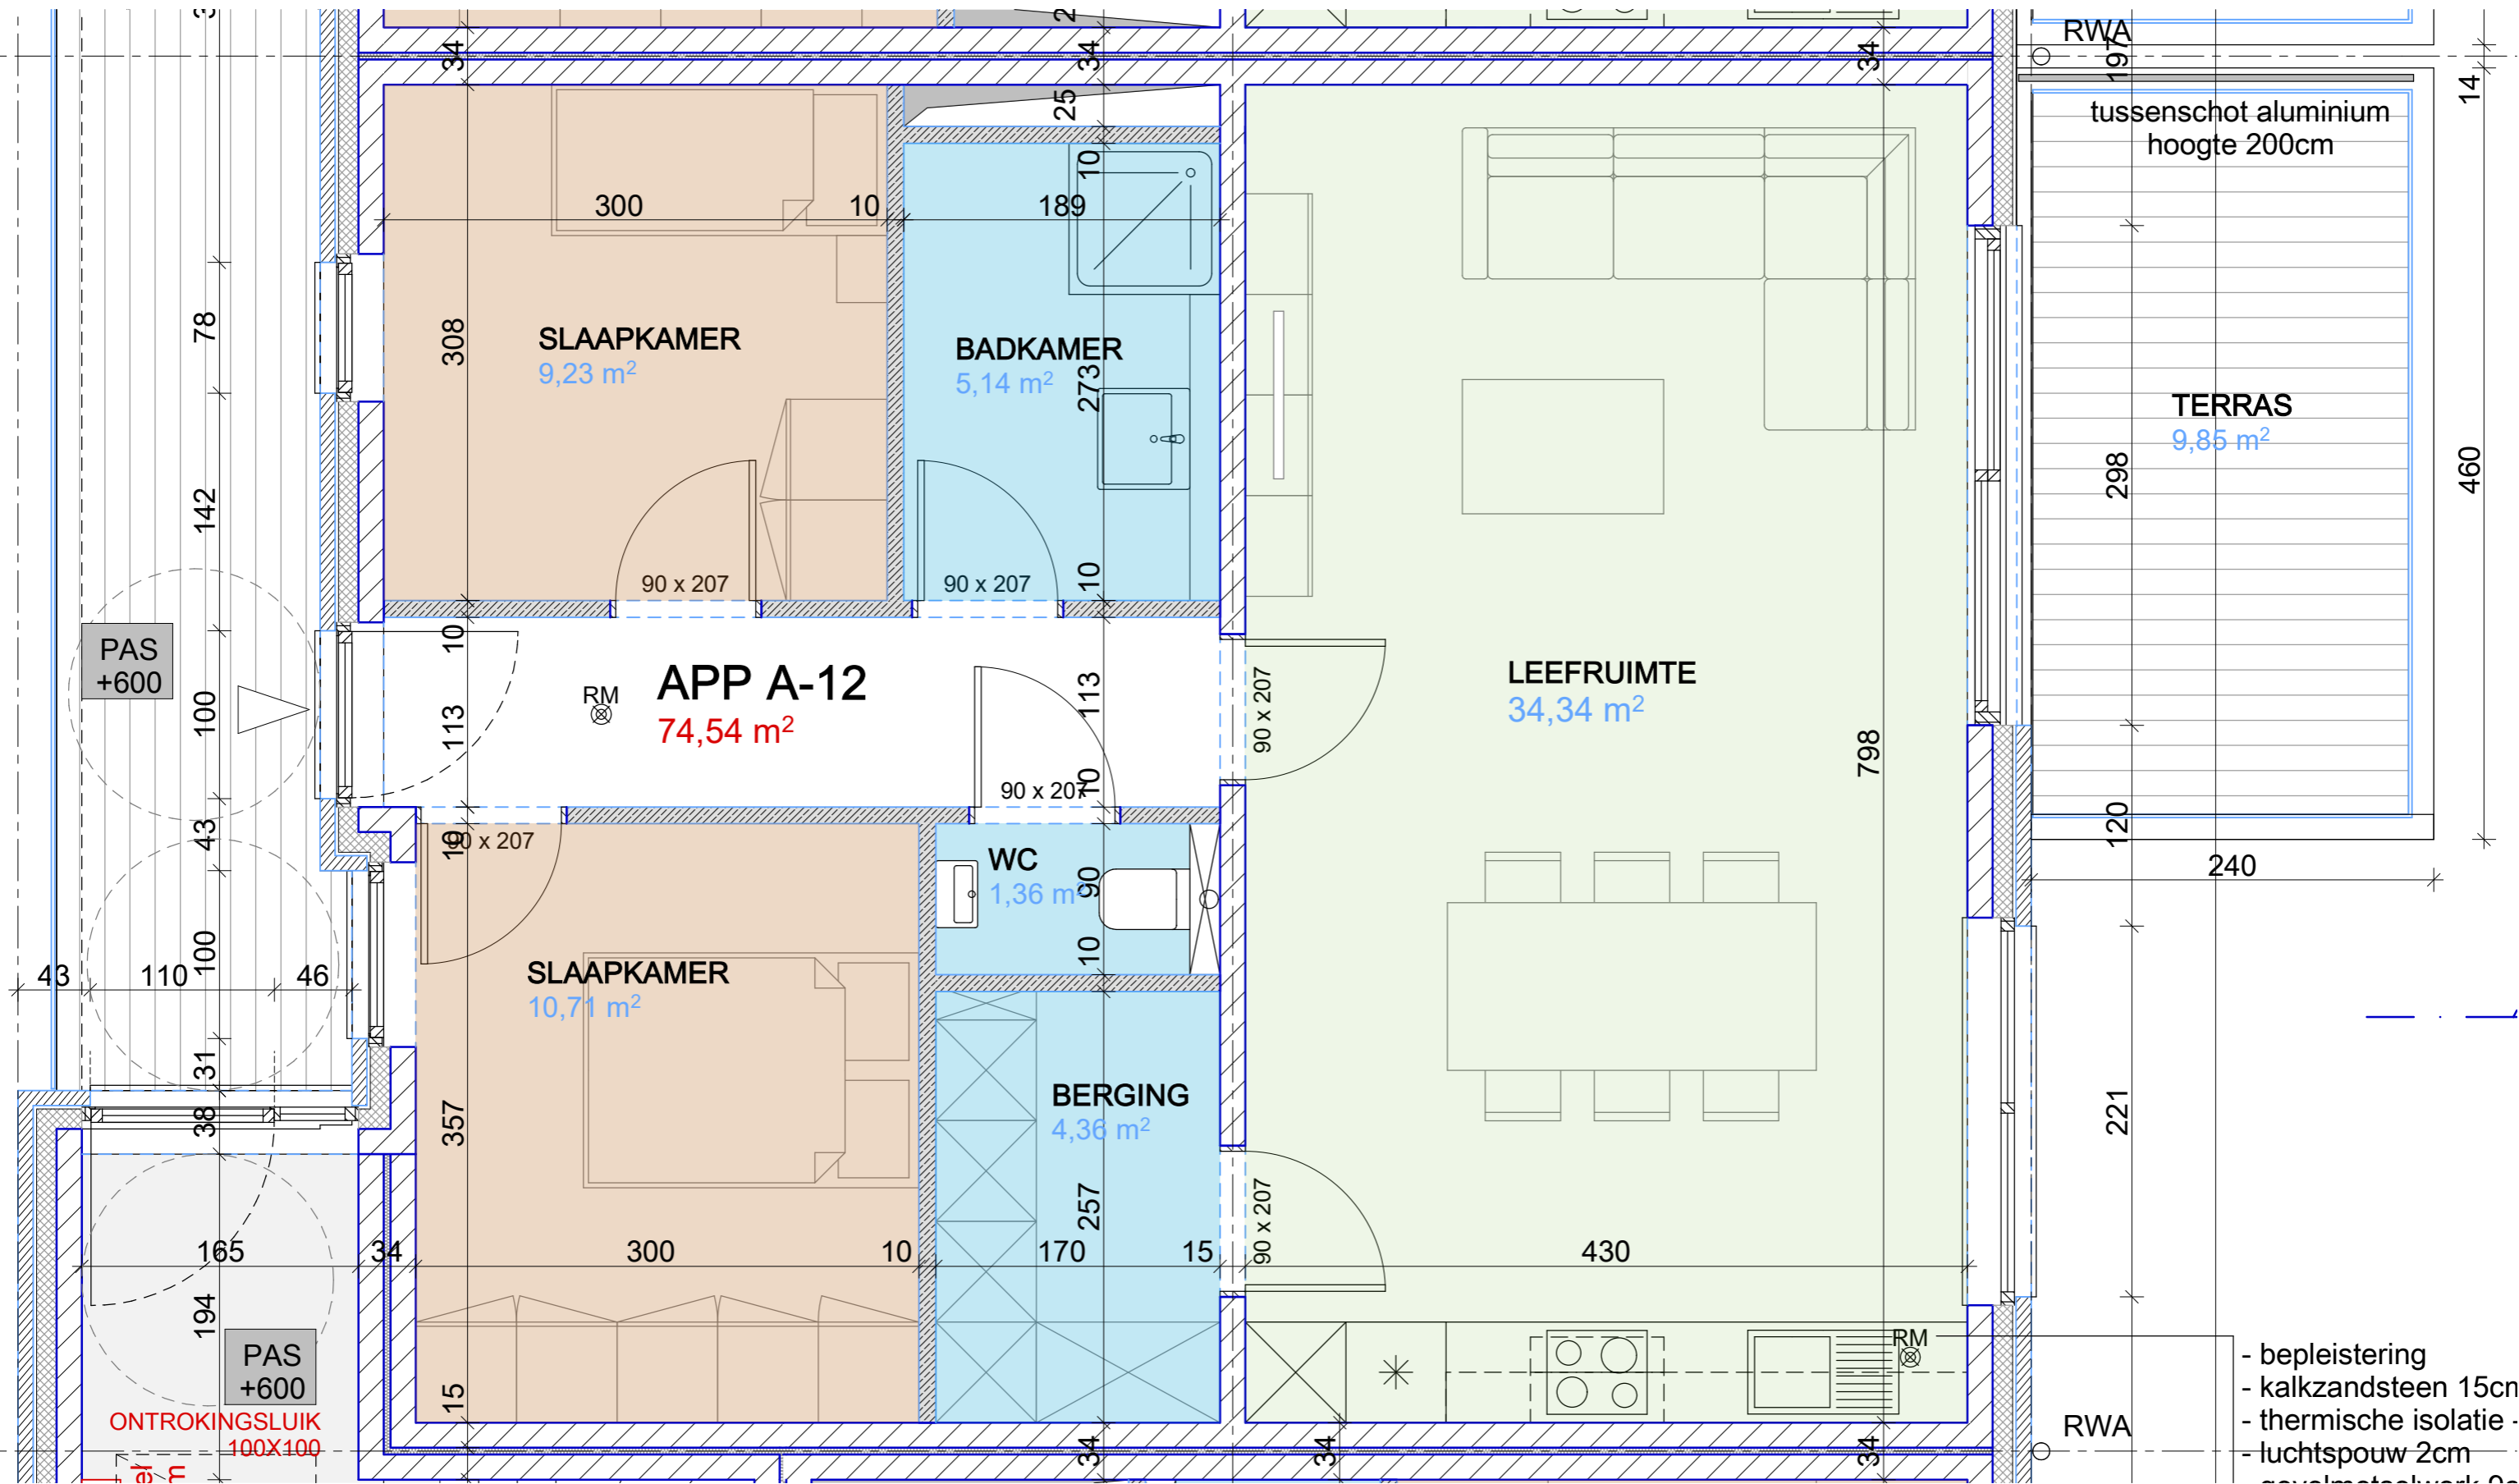 34
34
34
2
RWA
197
14
25
tussenschot aluminium
hoogte 200cm
10
300
10
189
78
308
SLAAPKAMER
9,23 m²
BADKAMER
5,14 m²
273
TERRAS
9,85 m²
142
298
460
90 x 207
90 x 207
10
10
PAS
+600
100
113
RM
APP A-12
74,54 m²
113
90 x 207
LEEFRUIMTE
34,34 m²
798
90 x 207
10
43
10
90 x 207
120
WC
1,36 m²
90
240
100
10
43
110
46
SLAAPKAMER
10,71 m²
31
38
357
BERGING
4,36 m²
221
257
90 x 207
165
34
300
10
170
15
430
194
PAS
+600
RM
15
ONTROKINGSLUIK
100X100
34
34
34
RWA
- bepleistering
- kalkzandsteen 15cm
- thermische isolatie -
- luchtspouw 2cm